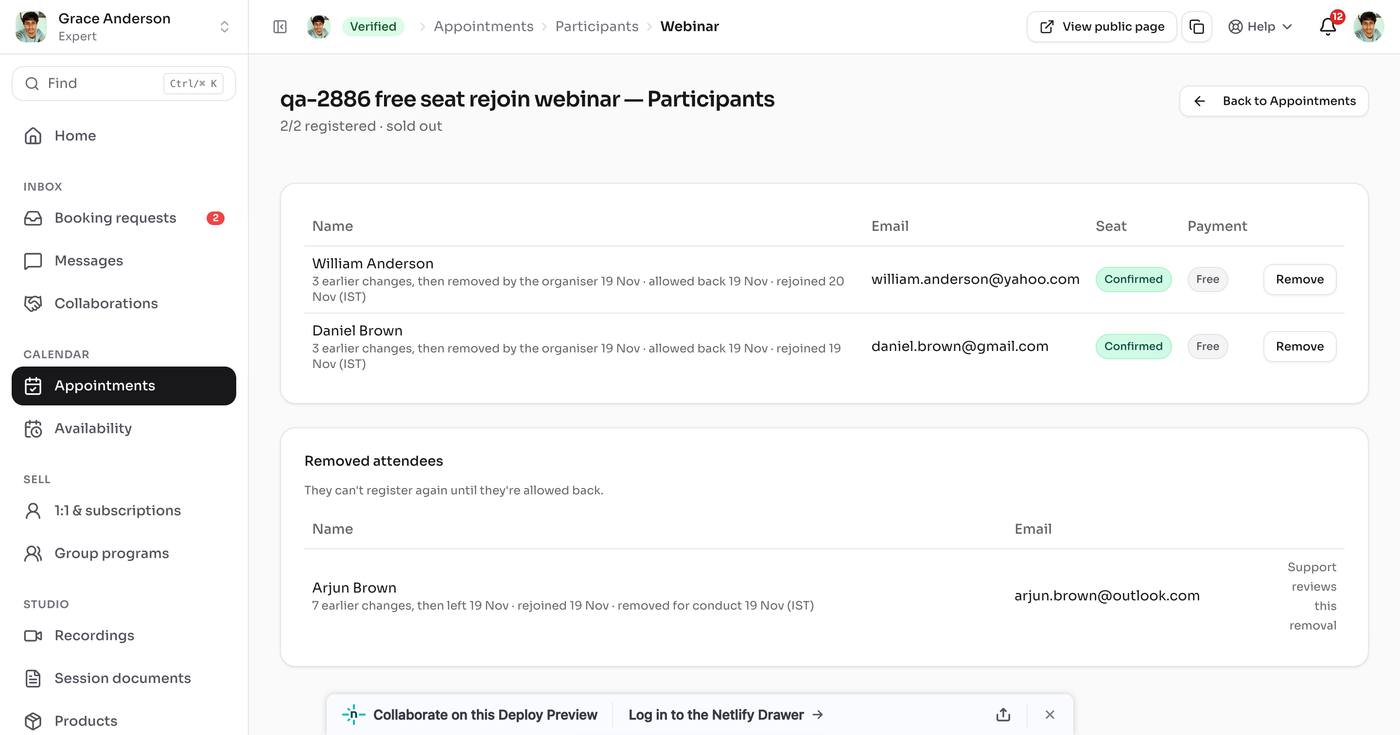 Grace Anderson
Expert
Verified
Appointments
Participants
Webinar
View public page
Help
12
Find
Ctrl/⌘ K
Home
INBOX
Booking requests
2
Messages
Collaborations
CALENDAR
Appointments
Availability
SELL
1:1 & subscriptions
Group programs
STUDIO
Recordings
Session documents
Products
qa-2886 free seat rejoin webinar — Participants
2/2 registered · sold out
Back to Appointments
Name
Email
Seat
Payment
William Anderson
3 earlier changes, then removed by the organiser 19 Nov · allowed back 19 Nov · rejoined 20
Nov (IST)
william.anderson@yahoo.com
Confirmed
Free
Remove
Daniel Brown
3 earlier changes, then removed by the organiser 19 Nov · allowed back 19 Nov · rejoined 19
Nov (IST)
daniel.brown@gmail.com
Confirmed
Free
Remove
Removed attendees
They can't register again until they're allowed back.
Name
Email
Arjun Brown
7 earlier changes, then left 19 Nov · rejoined 19 Nov · removed for conduct 19 Nov (IST)
arjun.brown@outlook.com
Support
reviews
this
removal
Collaborate on this Deploy Preview
Log in to the Netlify Drawer